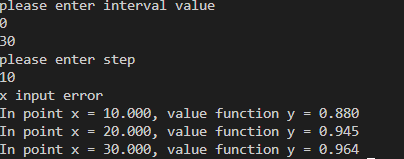 please enter interval value
0
30
please enter step
10
x input error
In point x = 10.000, value function y = 0.880
In point x = 20.000, value function y = 0.945
In point x = 30.000, value function y = 0.964